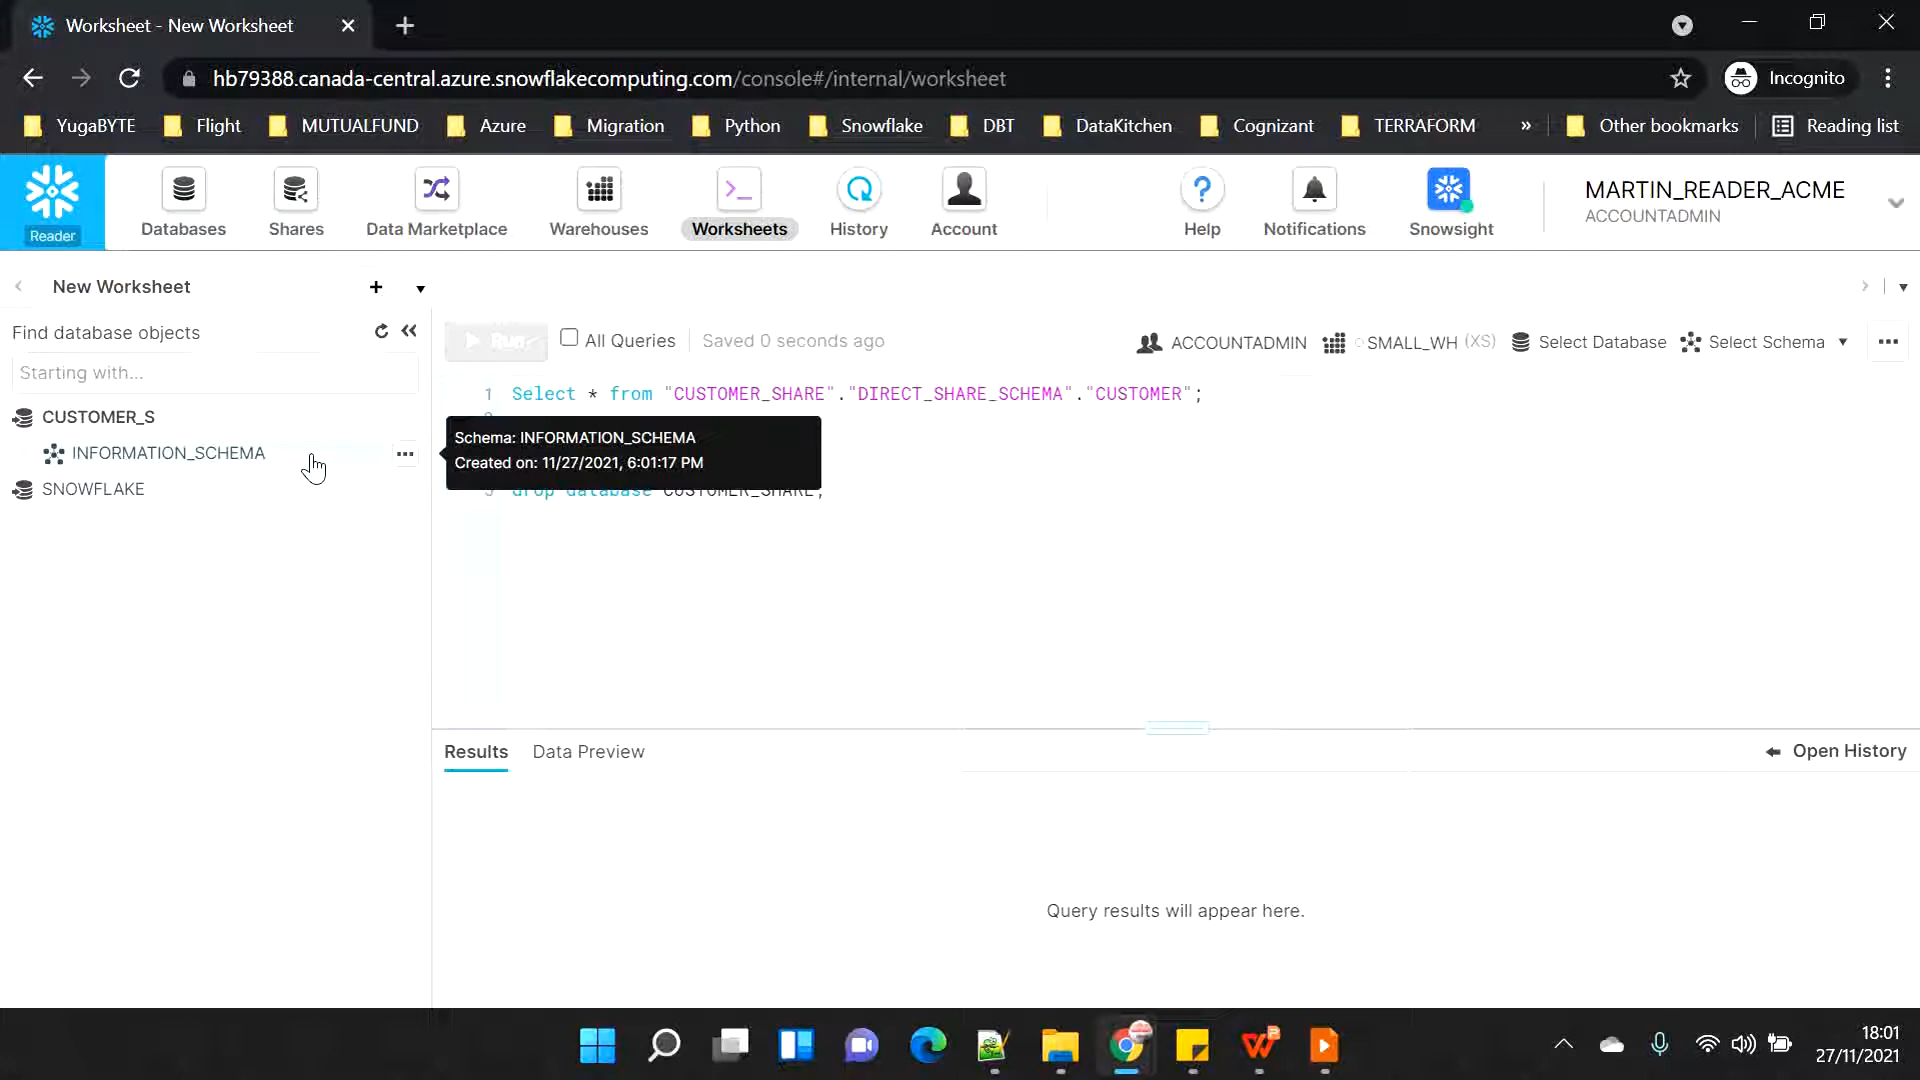 Worksheet - New Worksheet
hb79388.canada-central.azure.snowflakecomputing.com/console#/internal/worksheet
Incognito
YugaBYTE
Flight
MUTUALFUND
Azure
Migration
Python
Snowflake
DBT
DataKitchen
Cognizant
TERRAFORM
»
Other bookmarks
Reading list
Reader
Databases
Shares
Data Marketplace
Warehouses
Worksheets
History
Account
Help
Notifications
Snowsight
MARTIN_READER_ACME
ACCOUNTADMIN
New Worksheet
Find database objects
Starting with...
CUSTOMER_S
INFORMATION_SCHEMA
SNOWFLAKE
Run
All Queries
Saved 0 seconds ago
ACCOUNTADMIN
SMALL_WH (XS)
Select Database
Select Schema
1 Select * from "CUSTOMER_SHARE"."DIRECT_SHARE_SCHEMA"."CUSTOMER";
Schema: INFORMATION_SCHEMA
Created on: 11/27/2021, 6:01:17 PM
drop database CUSTOMER_SHARE;
Results
Data Preview
Open History
Query results will appear here.
18:01
27/11/2021